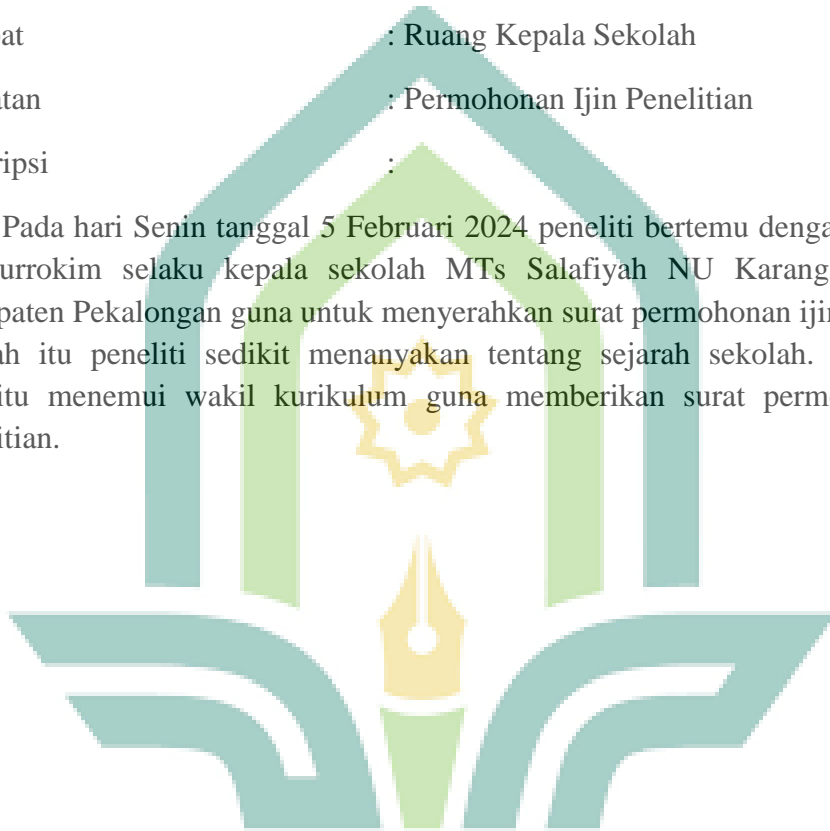 at : Ruang Kepala Sekolah
atan : Permohonan Ijin Penelitian
ripsi :
Pada hari Senin tanggal 5 Februari 2024 peneliti bertemu denga
urrokim selaku kepala sekolah MTs Salafiyah NU Karang
paten Pekalongan guna untuk menyerahkan surat permohonan ijin
ah itu peneliti sedikit menanyakan tentang sejarah sekolah.
itu menemui wakil kurikulum guna memberikan surat perm
itian.